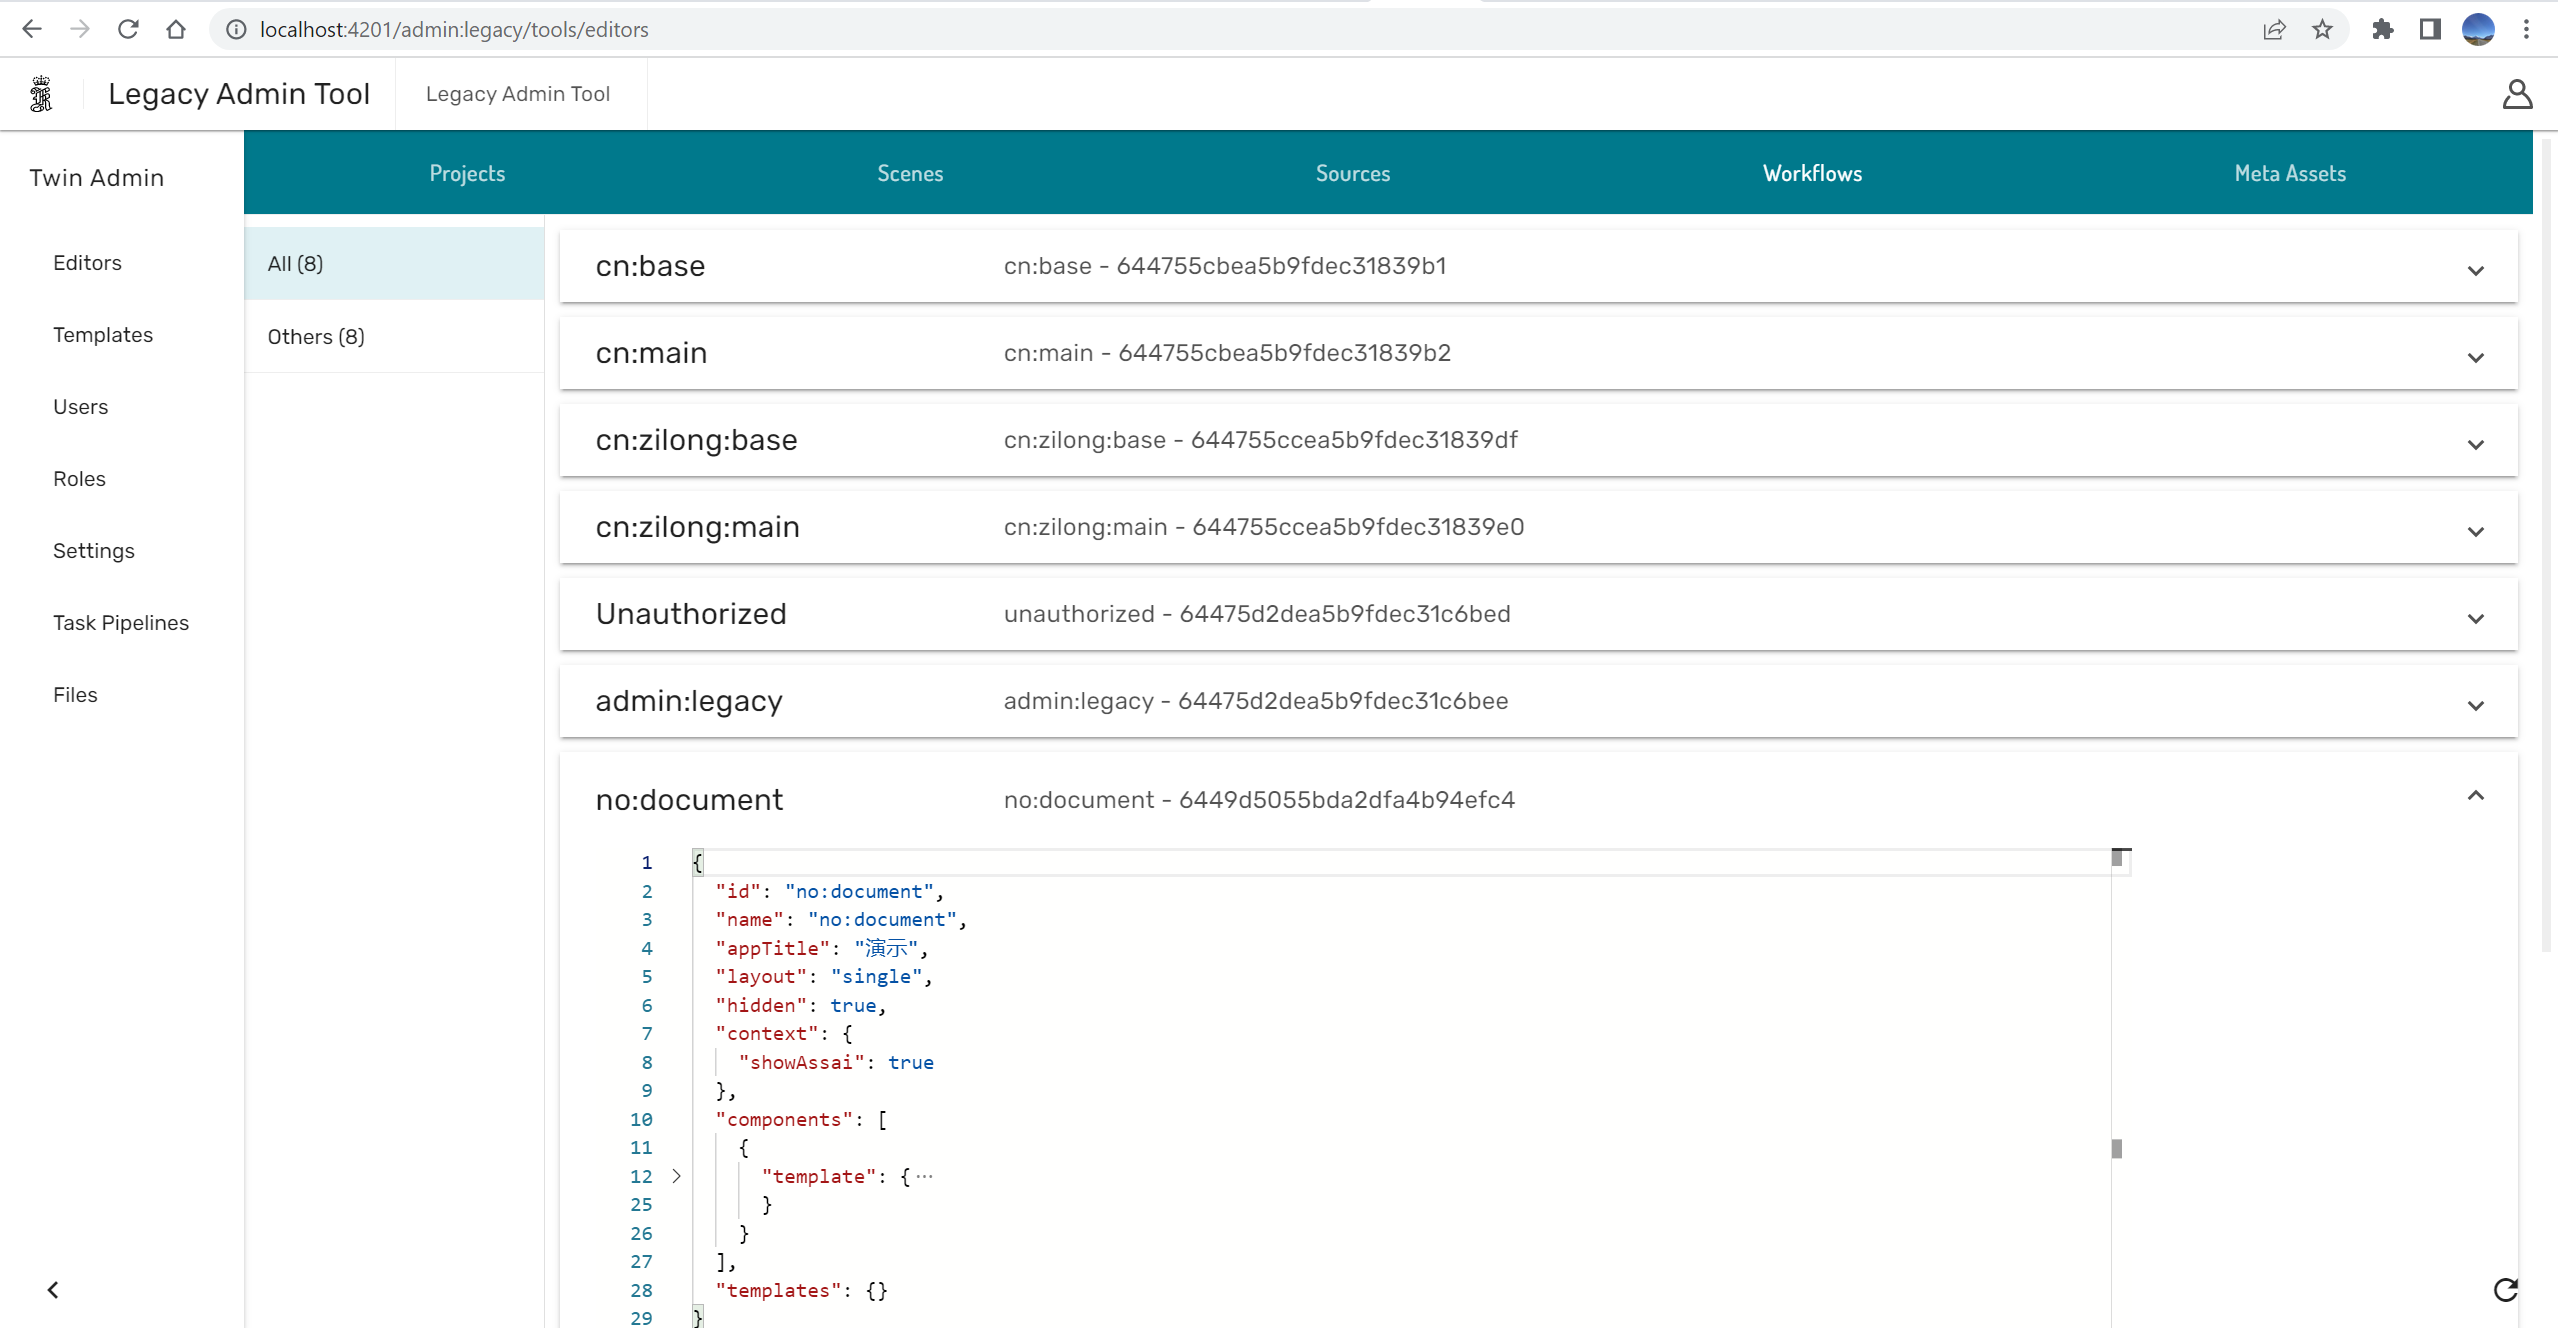 localhost:4201/admin:legacy/tools/editors
Legacy Admin Tool
Legacy Admin Tool
Twin Admin
Editors
Templates
Users
Roles
Settings
Task Pipelines
Files
Projects
Scenes
Sources
Workflows
Meta Assets
All (8)
Others (8)
cn:base
cn:base - 644755cbea5b9fdec31839b1
cn:main
cn:main - 644755cbea5b9fdec31839b2
cn:zilong:base
cn:zilong:base - 644755ccea5b9fdec31839df
cn:zilong:main
cn:zilong:main - 644755ccea5b9fdec31839e0
Unauthorized
unauthorized - 64475d2dea5b9fdec31c6bed
admin:legacy
admin:legacy - 64475d2dea5b9fdec31c6bee
no:document
no:document - 6449d5055bda2dfa4b94efc4
1 {
2 "id": "no:document",
3 "name": "no:document",
4 "appTitle": "演示",
5 "layout": "single",
6 "hidden": true,
7 "context": {
8 "showAssai": true
9 },
10 "components": [
11 {
12 "template": {···
25 }
26 }
27 ],
28 "templates": {}
29 }